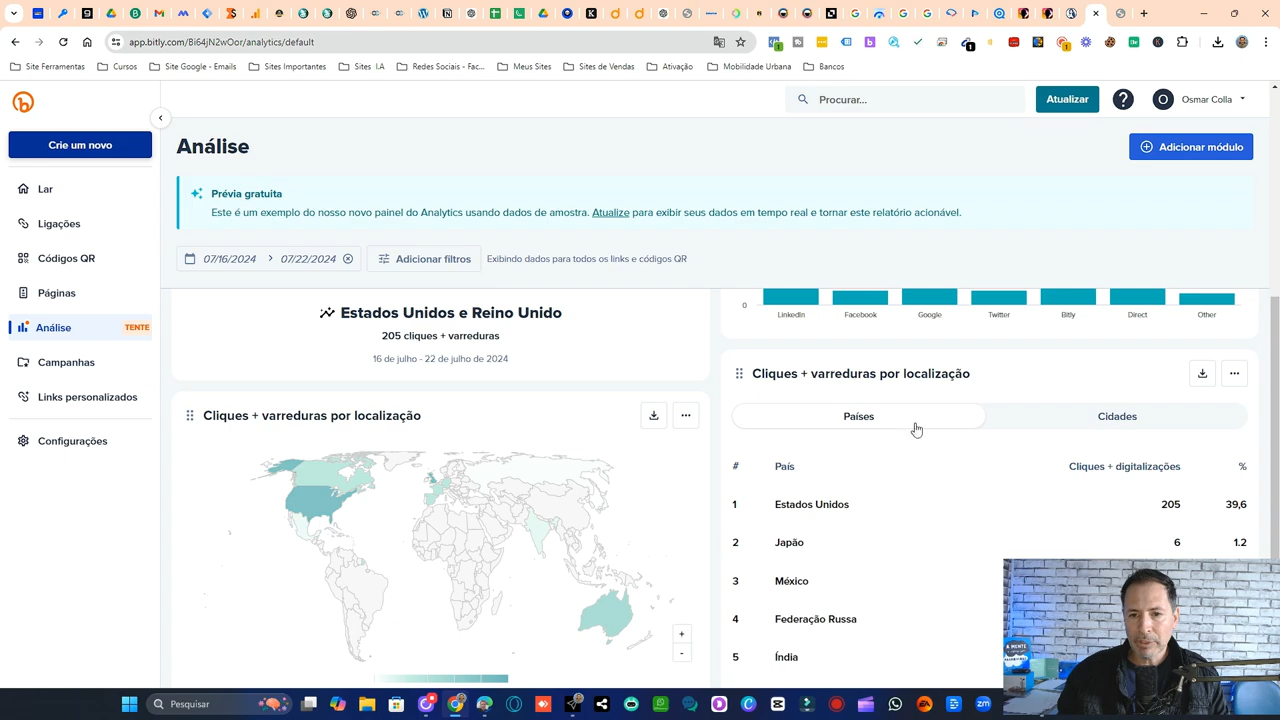 app.bitly.com/Bi64jN2wOor/analytics/default
Site Ferramentas
Cursos
Site Google - Emails
Sites Importantes
Sites I.A
Redes Sociais - Fac...
Meus Sites
Sites de Vendas
Ativação
Mobilidade Urbana
Bancos
Procurar...
Atualizar
Osmar Colla
Crie um novo
Lar
Ligações
Códigos QR
Páginas
Análise
TENTE
Campanhas
Links personalizados
Configurações
Análise
Adicionar módulo
Prévia gratuita
Este é um exemplo do nosso novo painel do Analytics usando dados de amostra. Atualize para exibir seus dados em tempo real e tornar este relatório acionável.
07/16/2024 > 07/22/2024
Adicionar filtros
Exibindo dados para todos os links e códigos QR
Estados Unidos e Reino Unido
205 cliques + varreduras
16 de julho - 22 de julho de 2024
0
LinkedIn Facebook Google Twitter Bitly Direct Other
Cliques + varreduras por localização
+
-
Cliques + varreduras por localização
Países
Cidades
# País Cliques + digitalizações %
1 Estados Unidos 205 39,6
2 Japão 6 1.2
3 México
4 Federação Russa
5 Índia
Pesquisar